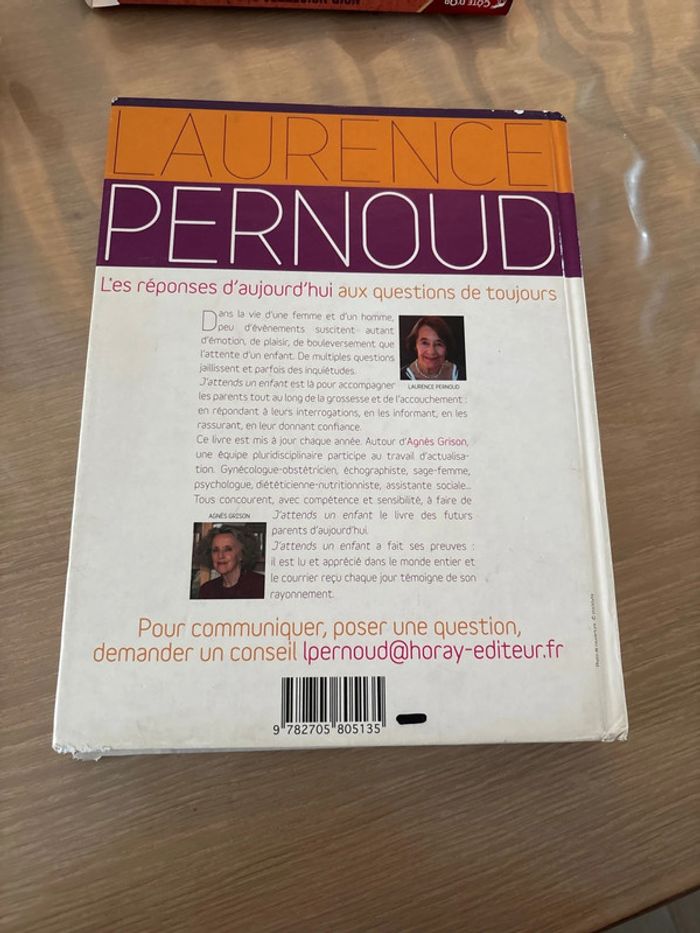 CÔTE D'OR
LAURENCE
PERNOUD
Les réponses d'aujourd'hui aux questions de toujours
Dans la vie d'une femme et d'un homme,
peu d'événements suscitent autant
d'émotion, de plaisir, de bouleversement que
l'attente d'un enfant. De multiples questions
jaillissent et parfois des inquiétudes.
J'attends un enfant est là pour accompagner
LAURENCE PERNOUD
les parents tout au long de la grossesse et de l'accouchement :
en répondant à leurs interrogations, en les informant, en les
rassurant, en leur donnant confiance.
Ce livre est mis à jour chaque année. Autour d'Agnès Grison,
une équipe pluridisciplinaire participe au travail d'actualisa-
tion. Gynécologue-obstétricien, échographiste, sage-femme,
psychologue, diététicienne-nutritionniste, assistante sociale...
Tous concourent, avec compétence et sensibilité, à faire de
AGNÈS GRISON
J'attends un enfant le livre des futurs
parents d'aujourd'hui.
J'attends un enfant a fait ses preuves :
il est lu et apprécié dans le monde entier et
le courrier reçu chaque jour témoigne de son
rayonnement.
Pour communiquer, poser une question,
demander un conseil lpernoud@horay-editeur.fr
9 782705 805135